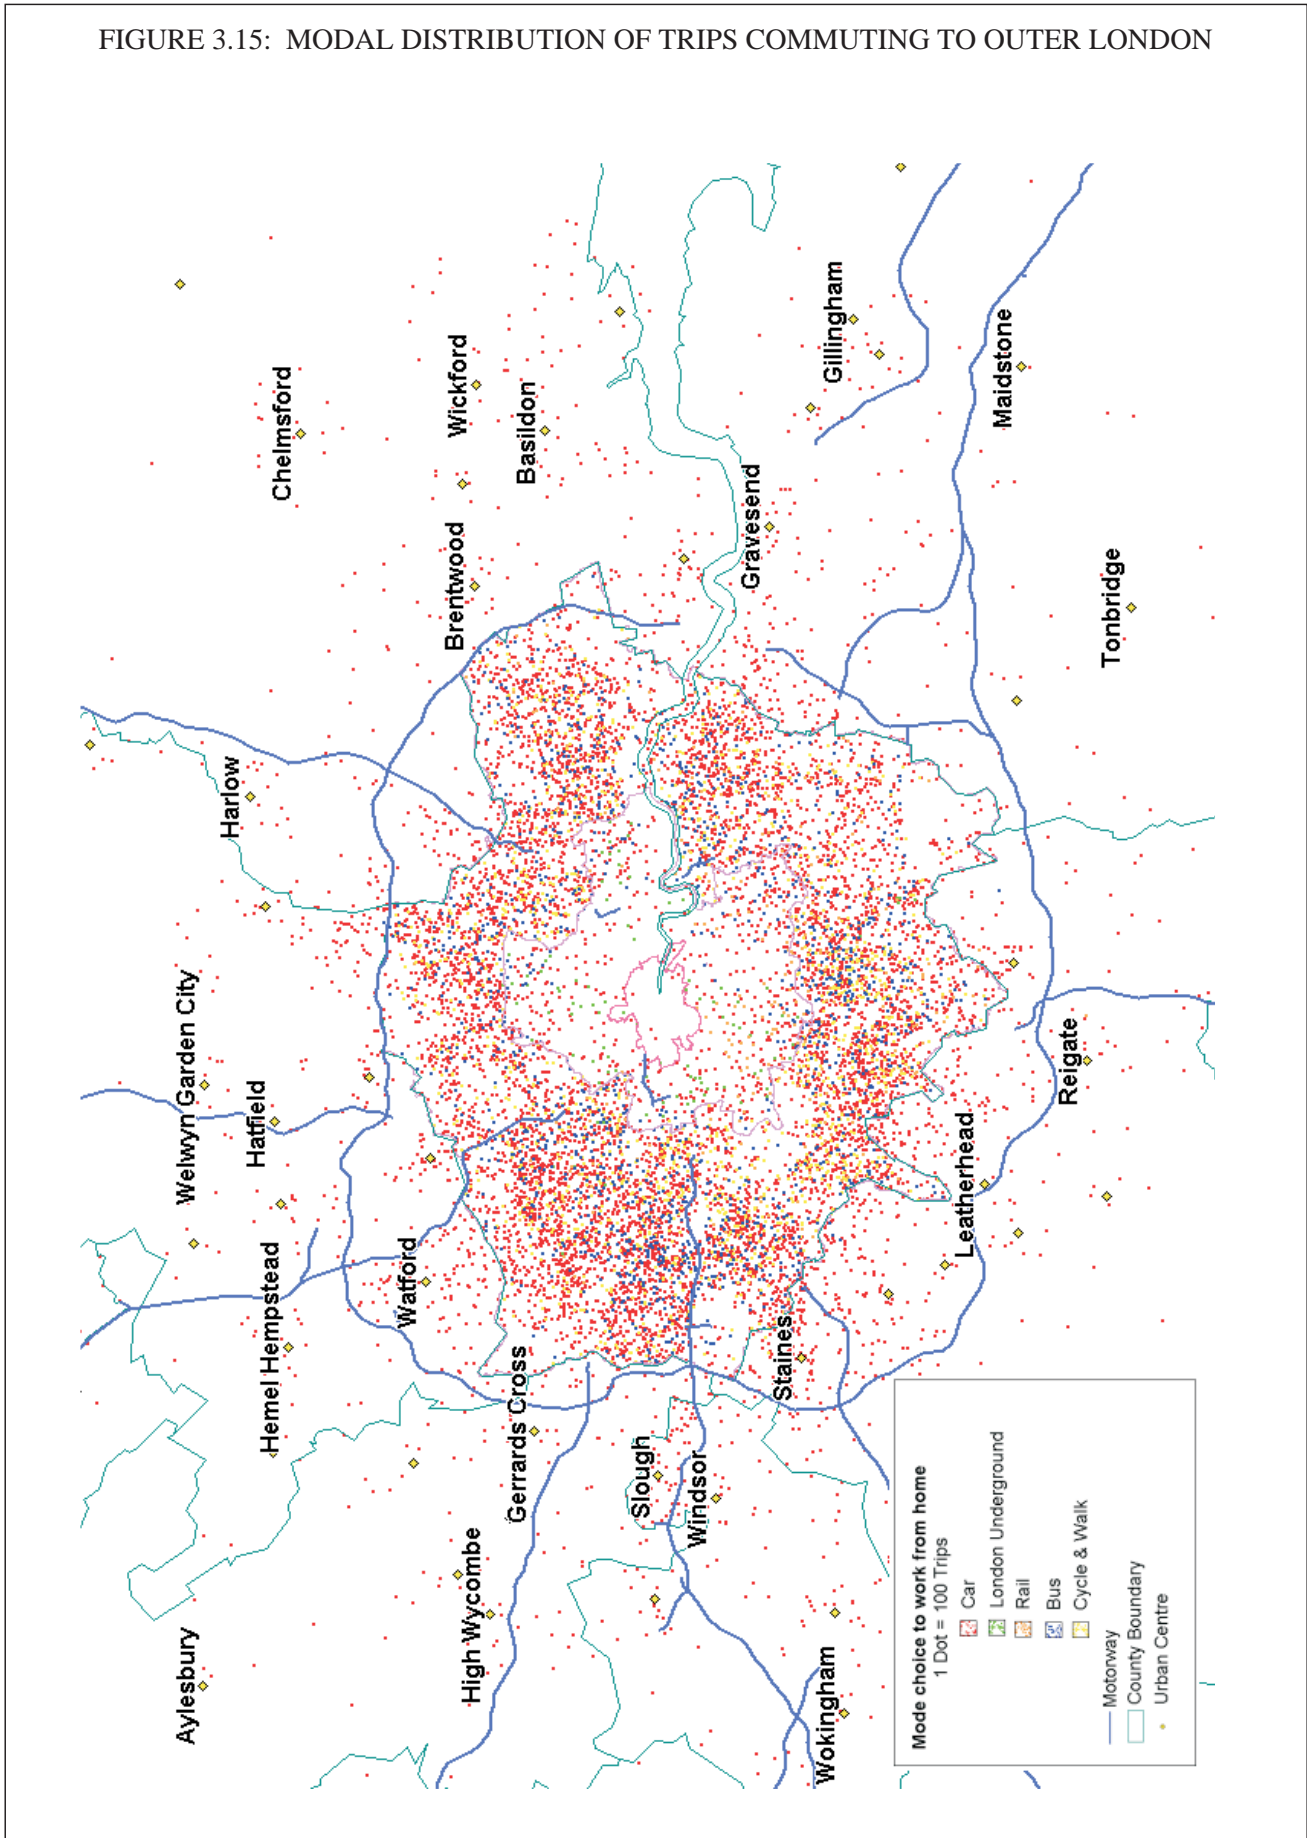 FIGURE 3.15: MODAL DISTRIBUTION OF TRIPS COMMUTING TO OUTER LONDON
Aylesbury
Hemel Hempstead
Welwyn Garden City
Hatfield
Harlow
Chelmsford
High Wycombe
Gerrards Cross
Watford
Brentwood
Wickford
Basildon
Slough
Windsor
Wokingham
Staines
Gravesend
Gillingham
Leatherhead
Reigate
Tonbridge
Maidstone
Mode choice to work from home
1 Dot = 100 Trips
Car
London Underground
Rail
Bus
Cycle & Walk
Motorway
County Boundary
Urban Centre